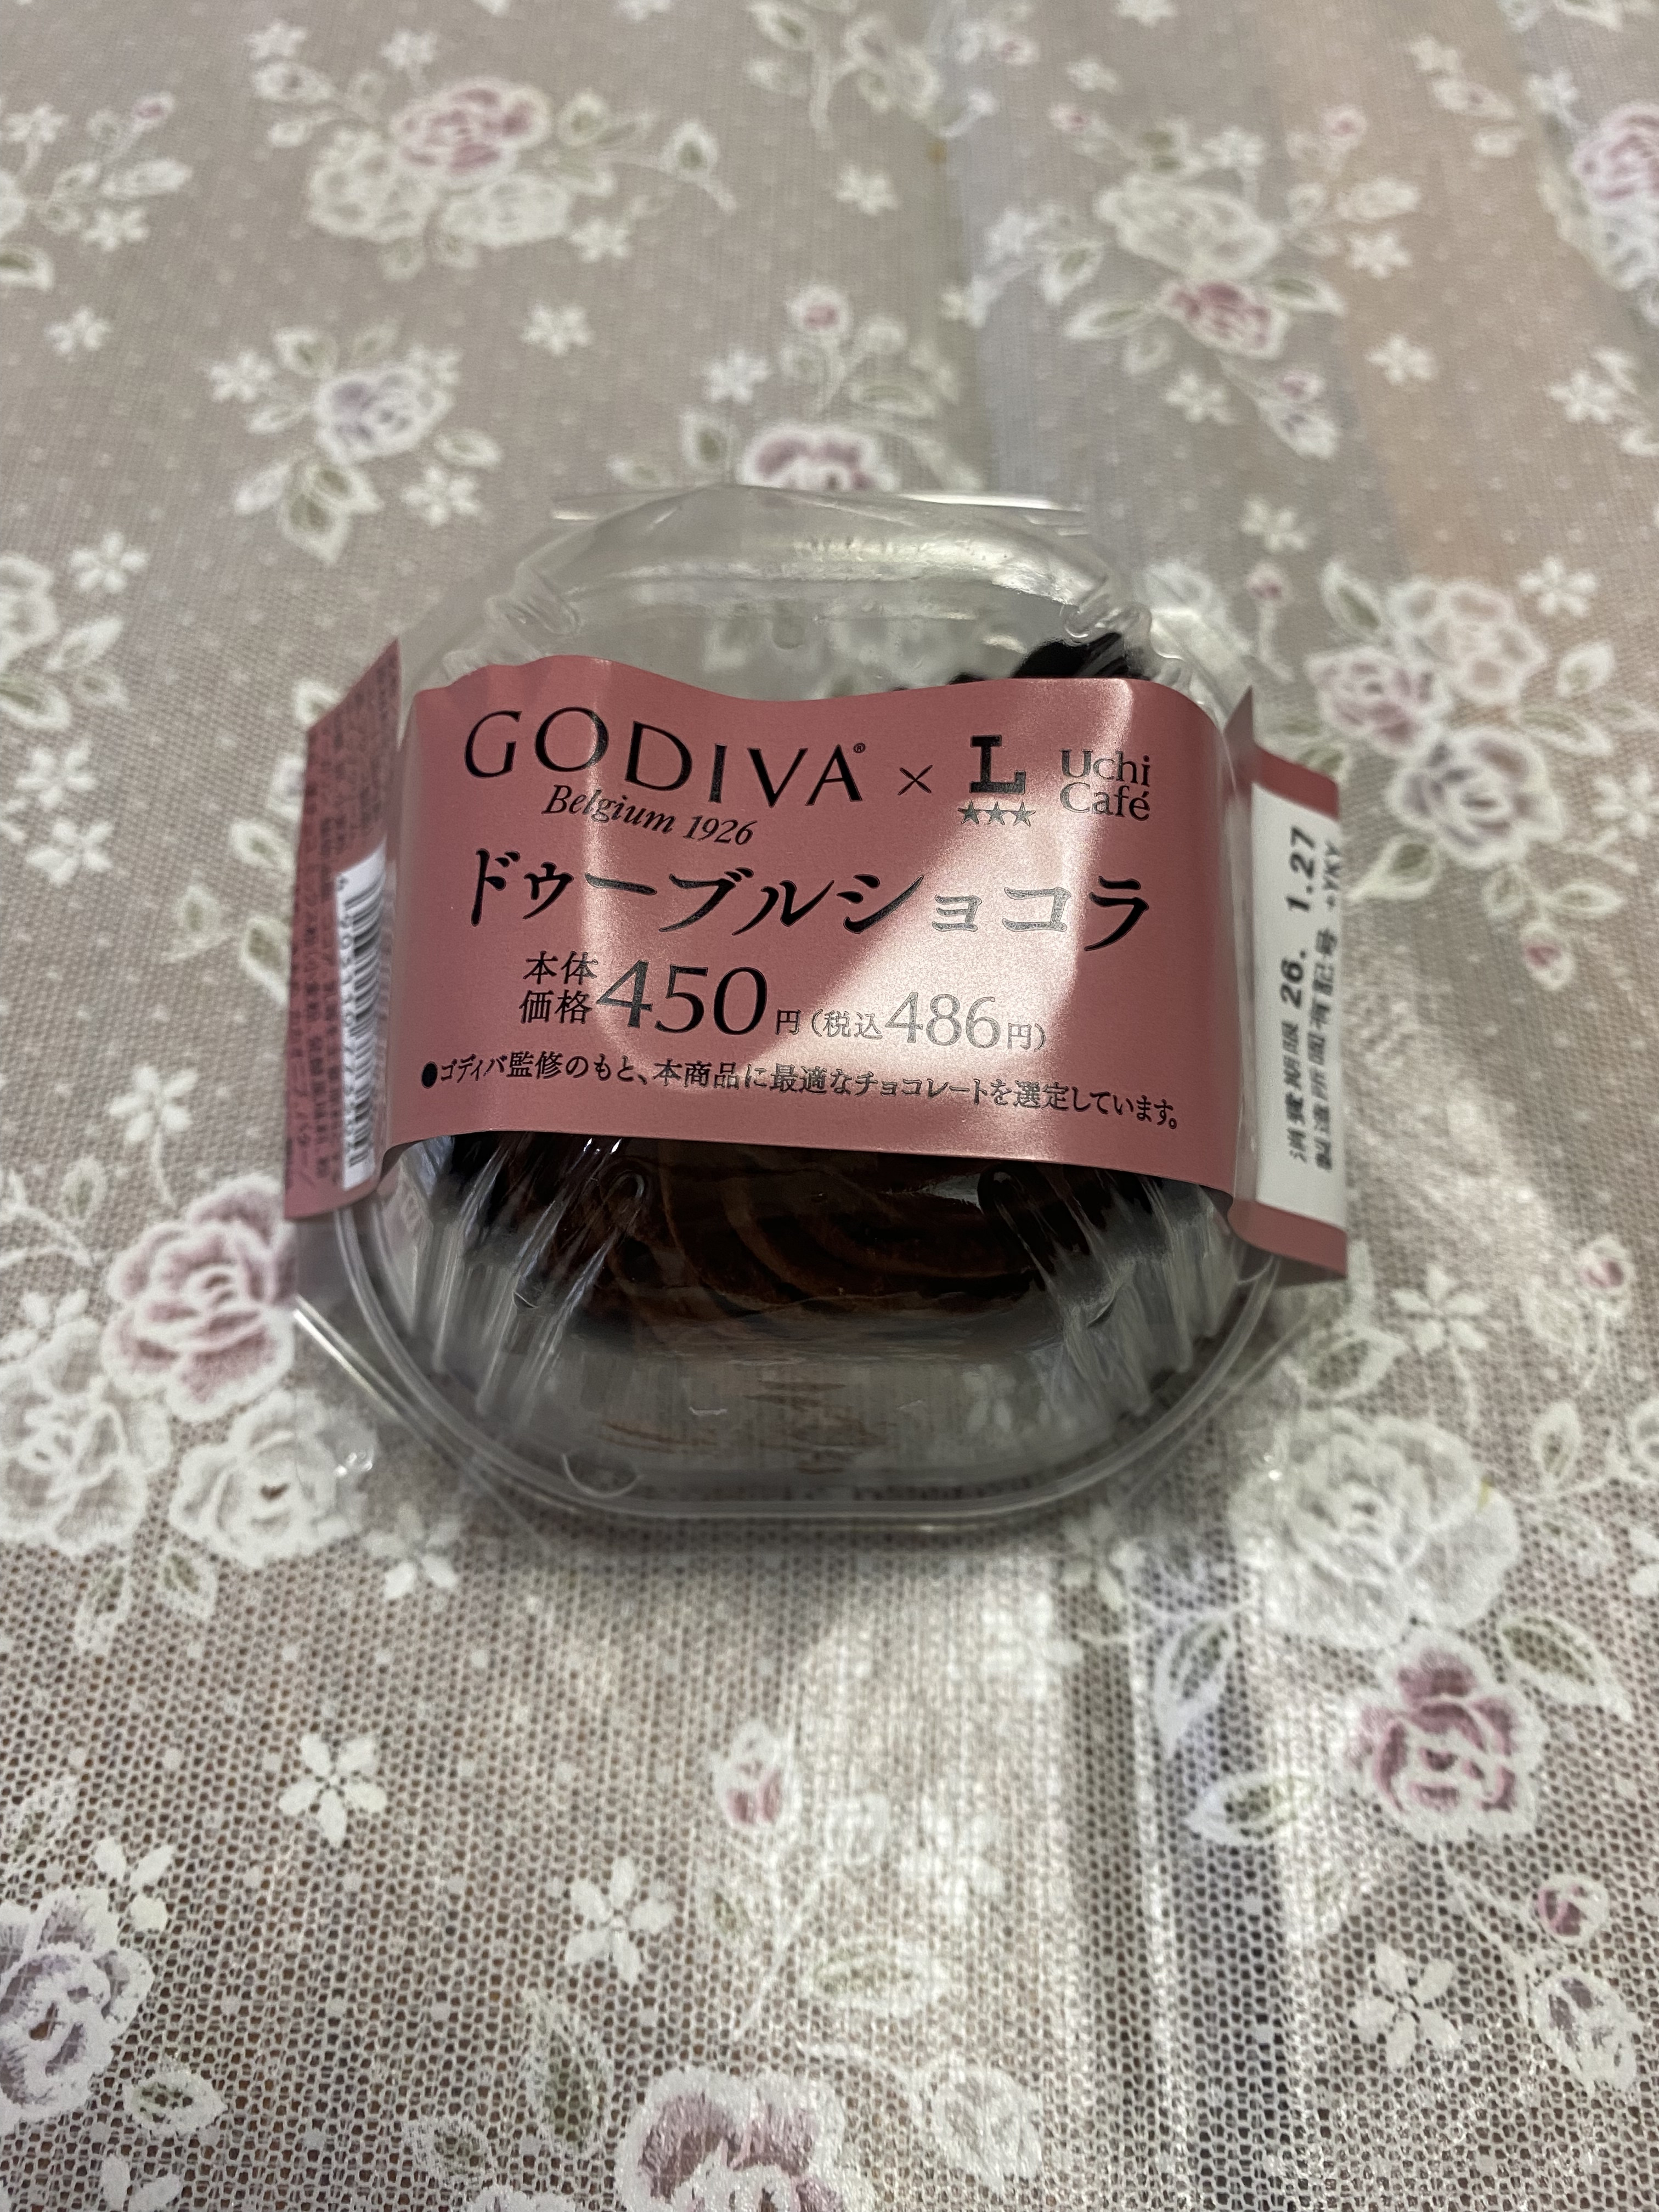 GODIVA®
Belgium 1926
×
L
Uchi
Café
ドゥーブルショコラ
本体
価格450円(税込486円)
●ゴディバ監修のもと、本商品に最適なチョコレートを選定しています。
消費期限 26. 1.27
製造所固有記号 +YKY